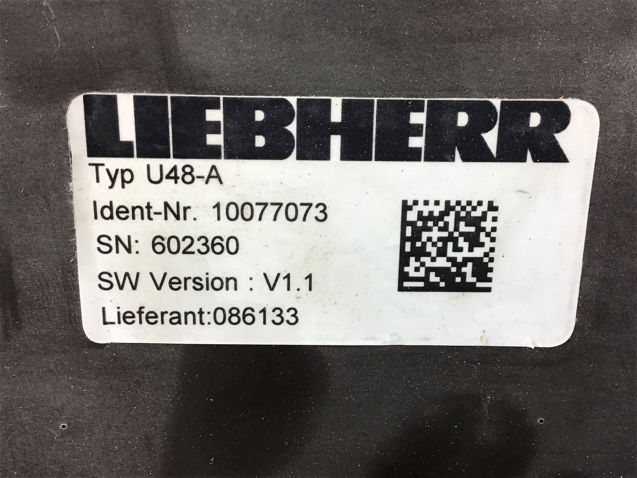 LIEBHERR
Typ U48-A
Ident-Nr. 10077073
SN: 602360
SW Version : V1.1
Lieferant:086133